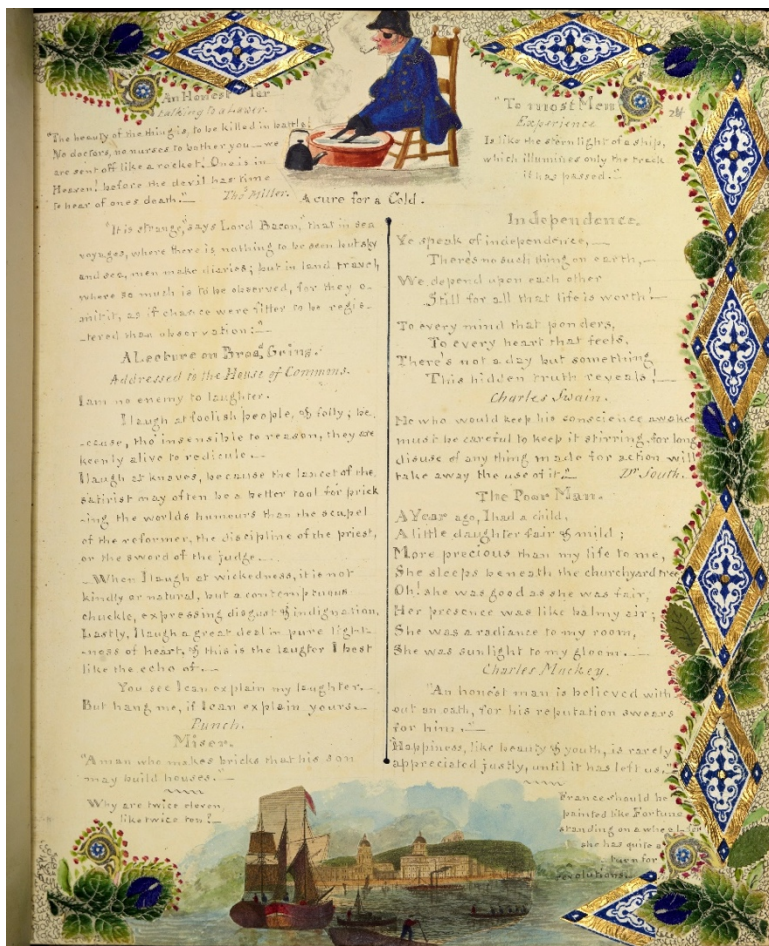 An Honest Tar
talking to a Lawer.
"The beauty of the thing is, to be killed in battle;
No doctors, no nurses to bother you — we
are sent off like a rocket. One is in
Heaven! before the devil has time
to hear of ones death."
Thos Miller.
A cure for a Cold.
"It is strange," says Lord Bacon, "that in sea
voyages, where there is nothing to be seen but sky
and sea, men make diaries; but in land travel,
where so much is to be observed, for they o-
mit it, as if chance were fitter to be regis-
-tered than observation:"_
A Lecture on Broad Grins.
Addressed to the House of Commons.
I am no enemy to laughter.
I laugh at foolish people, & folly; be_
-cause, tho' insensible to reason, they are
keenly alive to redicule._
I laugh at knaves, because the lancet of the
satirist may often be a better tool for prick
-ing the worlds humours than the scapel
of the reformer, the discipline of the priest,
or the sword of the judge._
_When I laugh at wickedness, it is not
kindly or natural, but a contemptuous
chuckle, expressing disgust & indignation,
Lastly, I laugh a great deal in pure light-
-ness of heart, & this is the laugter I best
like the echo of._
You see I can explain my laughter._
But hang me, if I can explain yours._
Punch.
Miser.
"A man who makes bricks that his son
may build houses."_
Why are twice eleven,
like twice ten?_
"To most Men
Experience
Is like the stern light of a ship,
which illumines only the track
it has passed."_
Independence.
Ye speak of independence,_
There's no such thing on earth,_
We depend upon each other
Still for all that life is worth!_
To every mind that ponders,
To every heart that feels,
There's not a day but something
This hidden truth reveals!_
Charles Swain.
He who would keep his conscience awake
must be careful to keep it stirring, for long
disuse of any thing made for action will
take away the use of it."_ Dr South.
The Poor Man.
A Year ago, I had a child,
A little daughter fair & mild;
More precious than my life to me,
She sleeps beneath the churchyard tree
Oh! she was good as she was fair,
Her presence was like balmy air;
She was a radiance to my room,
She was sunlight to my gloom._
Charles Mackey.
"An honest man is believed with
out an oath, for his reputation swears
for him._"
"Happiness, like beauty & youth, is rarely
appreciated justly, until it has left us._
France should be
painted like Fortune
standing on a wheel for
she has quite a
turn for
revolutions.